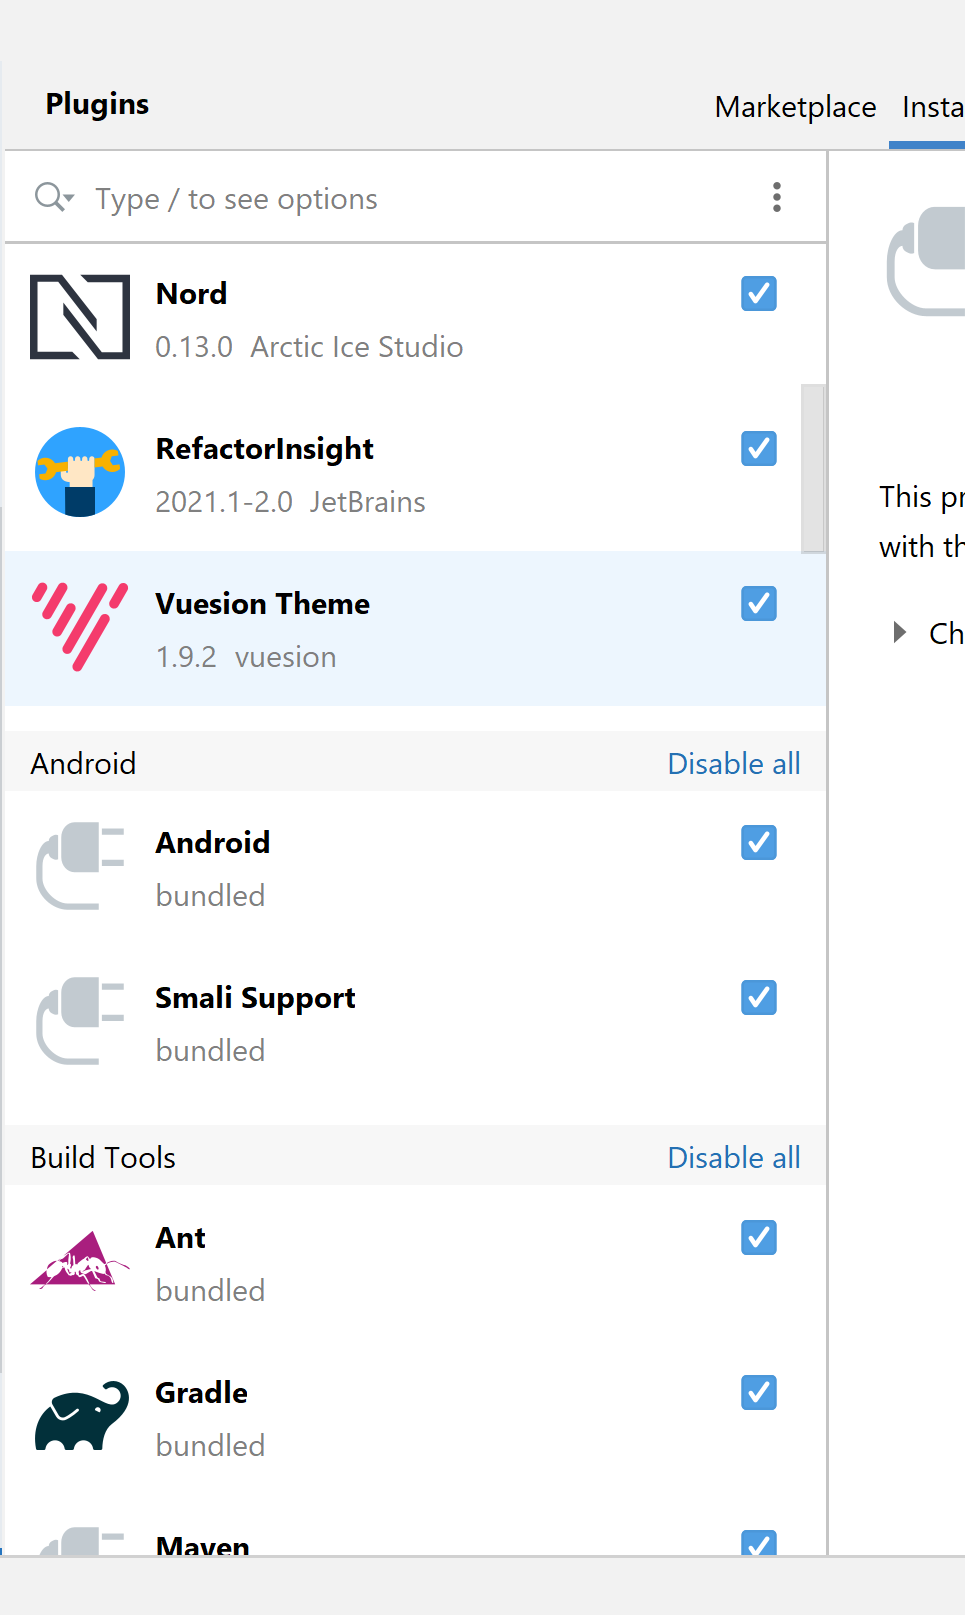 Plugins
Marketplace Insta
Type / to see options
Nord
0.13.0 Arctic Ice Studio
RefactorInsight
2021.1-2.0 JetBrains
This pr
with th
Vuesion Theme
1.9.2 vuesion
Ch
Android Disable all
Android
bundled
Smali Support
bundled
Build Tools Disable all
Ant
bundled
Gradle
bundled
Maven